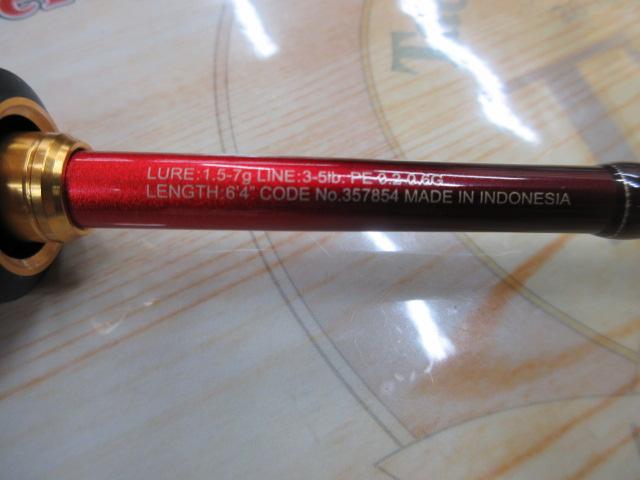 LURE:1.5-7g LINE:3-5lb. PE 0.2-0.6G
LENGTH:6'4" CODE No.357854 MADE IN INDONESIA